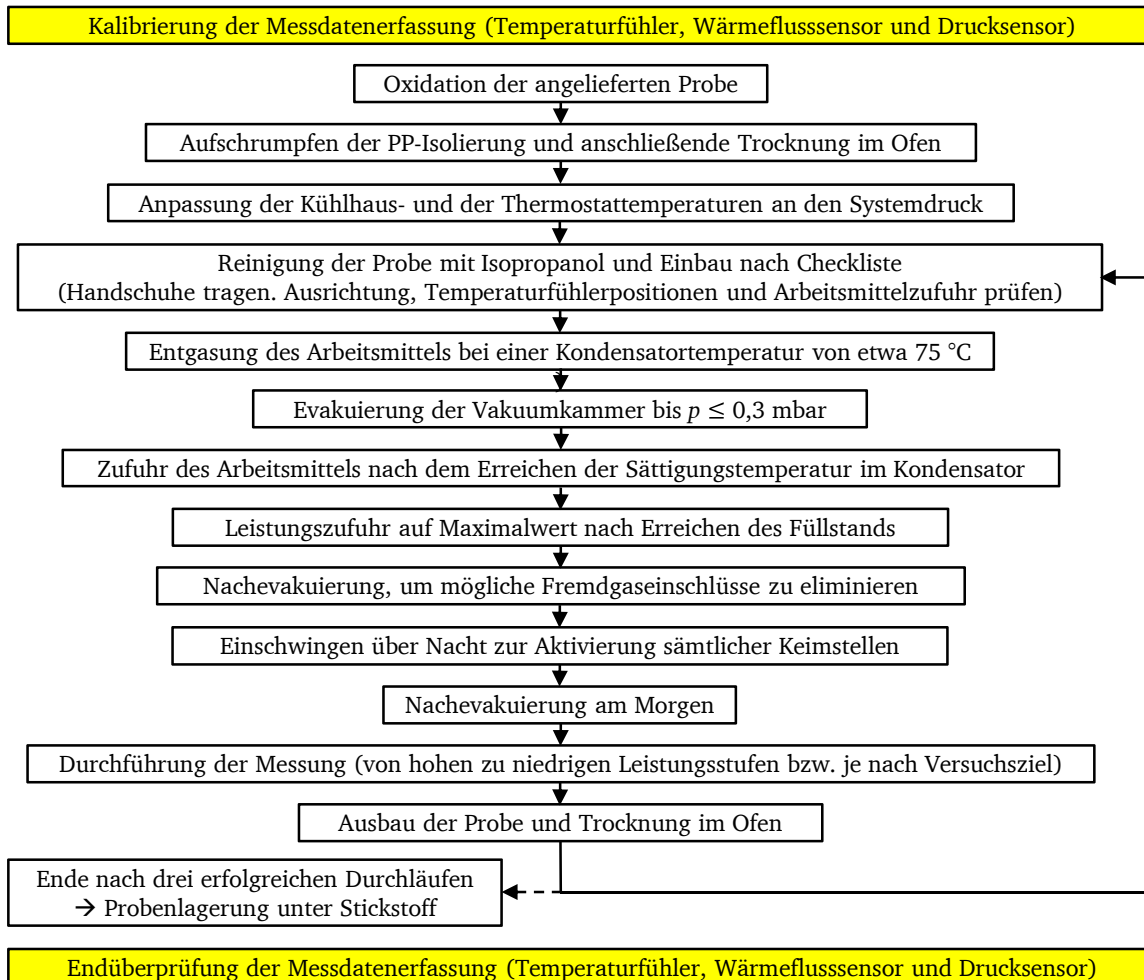 Kalibrierung der Messdatenerfassung (Temperaturfühler, Wärmeflusssensor und Drucksensor)
Oxidation der angelieferten Probe
Aufschrumpfen der PP-Isolierung und anschließende Trocknung im Ofen
Anpassung der Kühlhaus- und der Thermostattemperaturen an den Systemdruck
Reinigung der Probe mit Isopropanol und Einbau nach Checkliste
(Handschuhe tragen. Ausrichtung, Temperaturfühlerpositionen und Arbeitsmittelzufuhr prüfen)
Entgasung des Arbeitsmittels bei einer Kondensatortemperatur von etwa 75 °C
Evakuierung der Vakuumkammer bis p ≤ 0,3 mbar
Zufuhr des Arbeitsmittels nach dem Erreichen der Sättigungstemperatur im Kondensator
Leistungszufuhr auf Maximalwert nach Erreichen des Füllstands
Nachevakuierung, um mögliche Fremdgaseinschlüsse zu eliminieren
Einschwingen über Nacht zur Aktivierung sämtlicher Keimstellen
Nachevakuierung am Morgen
Durchführung der Messung (von hohen zu niedrigen Leistungsstufen bzw. je nach Versuchsziel)
Ausbau der Probe und Trocknung im Ofen
Ende nach drei erfolgreichen Durchläufen
→ Probenlagerung unter Stickstoff
Endüberprüfung der Messdatenerfassung (Temperaturfühler, Wärmeflusssensor und Drucksensor)